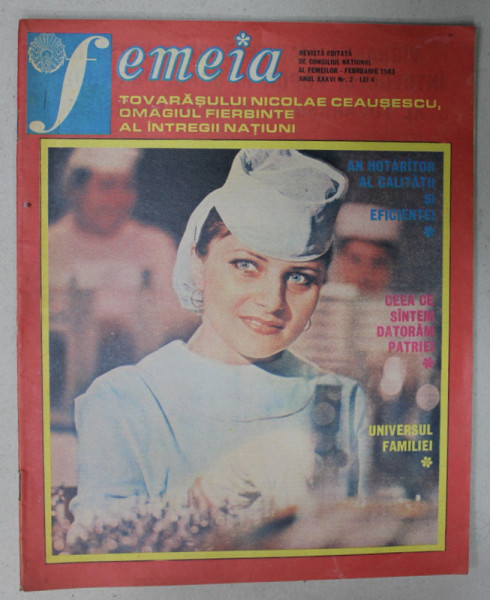 femeia
REVISTĂ EDITATĂ
DE CONSILIUL NAȚIONAL
AL FEMEILOR - FEBRUARIE 1983
ANUL XXXVI Nr. 2 - LEI 4
TOVARĂȘULUI NICOLAE CEAUȘESCU,
OMAGIUL FIERBINTE
AL ÎNTREGII NAȚIUNI
AN HOTĂRÎTOR
AL CALITĂȚII
ȘI
EFICIENȚEI
CEEA CE
SÎNTEM
DATORĂM
PATRIEI
UNIVERSUL
FAMILIEI